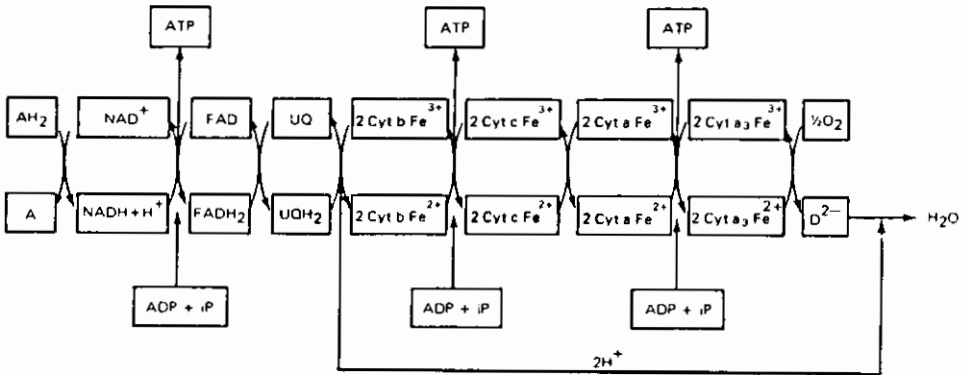 ATP ATP ATP
AH₂ NAD⁺ FAD UQ 2 Cyt b Fe³⁺ 2 Cyt c Fe³⁺ 2 Cyt a Fe³⁺ 2 Cyt a₃ Fe³⁺ ½O₂
A NADH + H⁺ FADH₂ UQH₂ 2 Cyt b Fe²⁺ 2 Cyt c Fe²⁺ 2 Cyt a Fe²⁺ 2 Cyt a₃ Fe²⁺ D²⁻ H₂O
ADP + iP ADP + iP ADP + iP
2H⁺